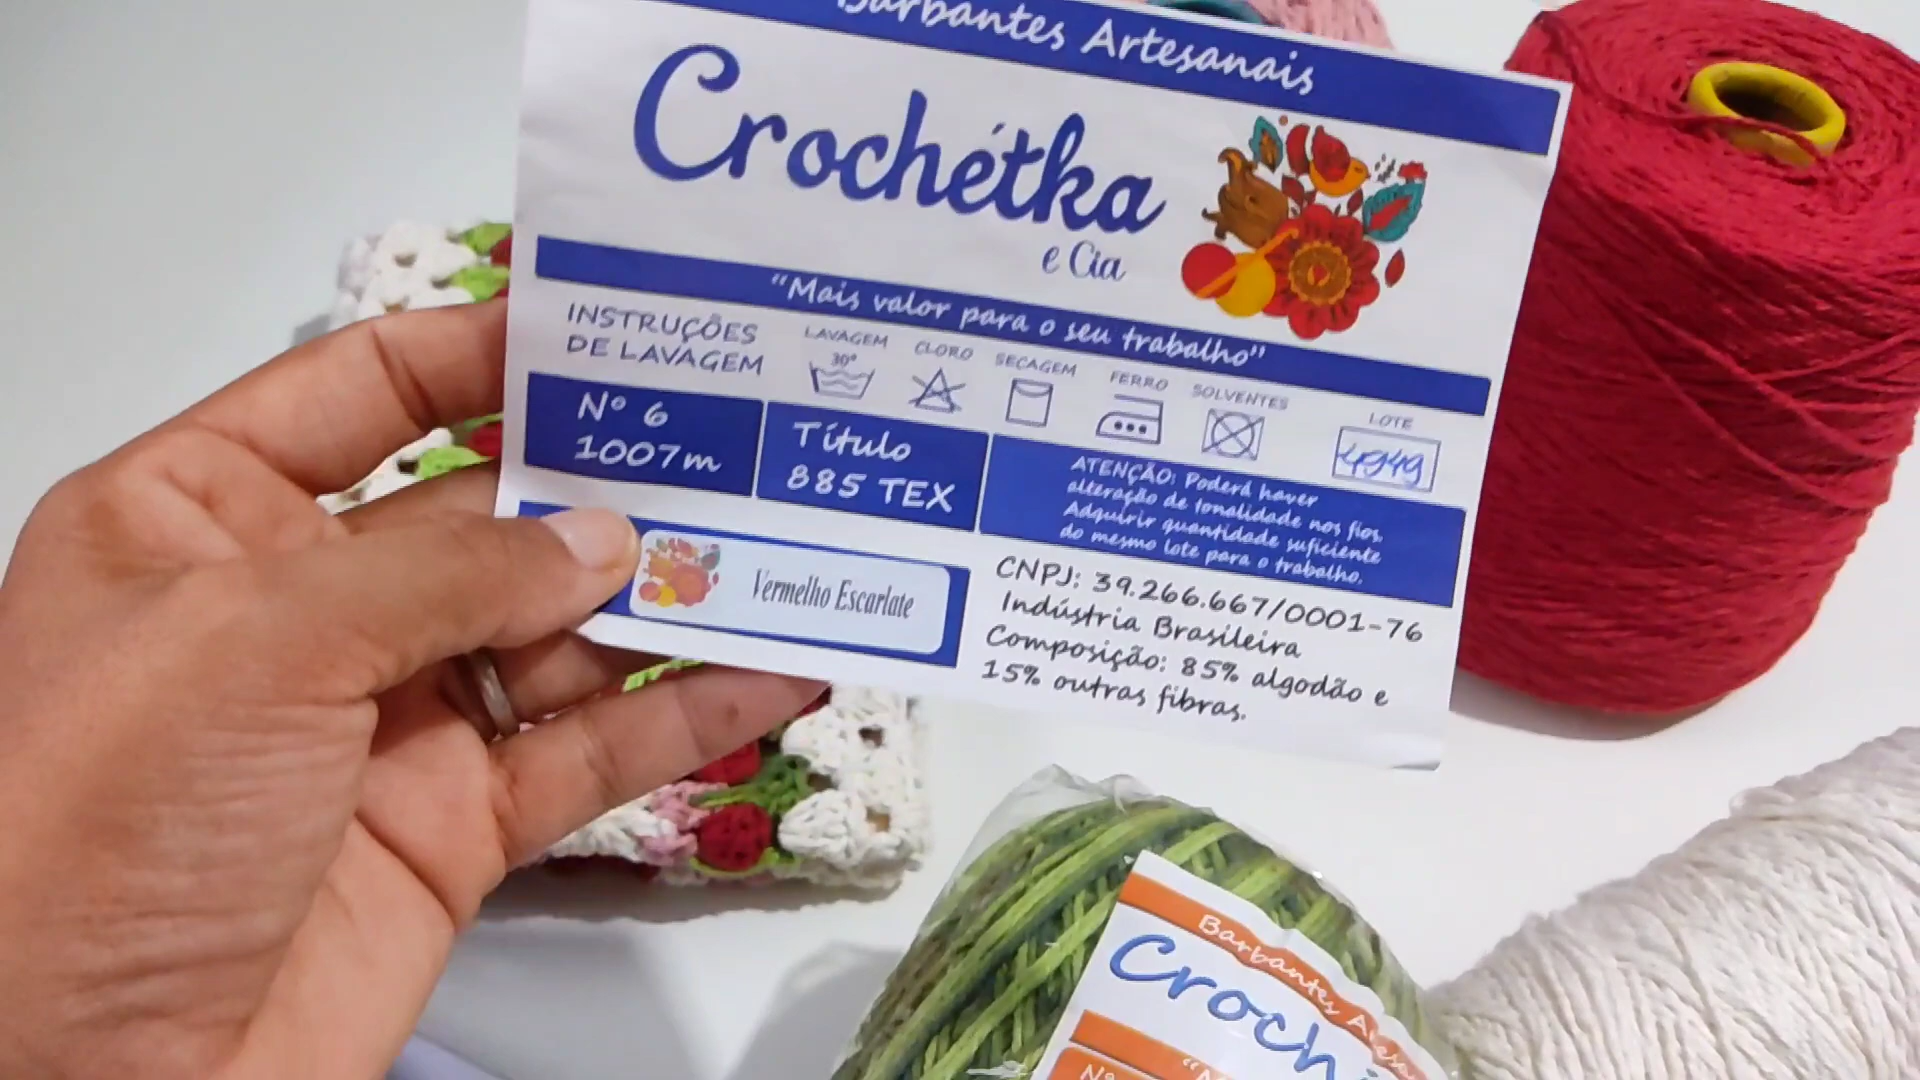 Barbantes Artesanais
Crochétka
e Cia
“Mais valor para o seu trabalho”
INSTRUÇÕES
DE LAVAGEM
LAVAGEM
30°
CLORO
SECAGEM
FERRO
SOLVENTES
LOTE
4949
Nº 6
1007m
Título
885 TEX
ATENÇÃO: Poderá haver
alteração de tonalidade nos fios.
Adquirir quantidade suficiente
do mesmo lote para o trabalho.
Vermelho Escarlate
CNPJ: 39.266.667/0001-76
Indústria Brasileira
Composição: 85% algodão e
15% outras fibras.
Barbantes
Croch
Nº